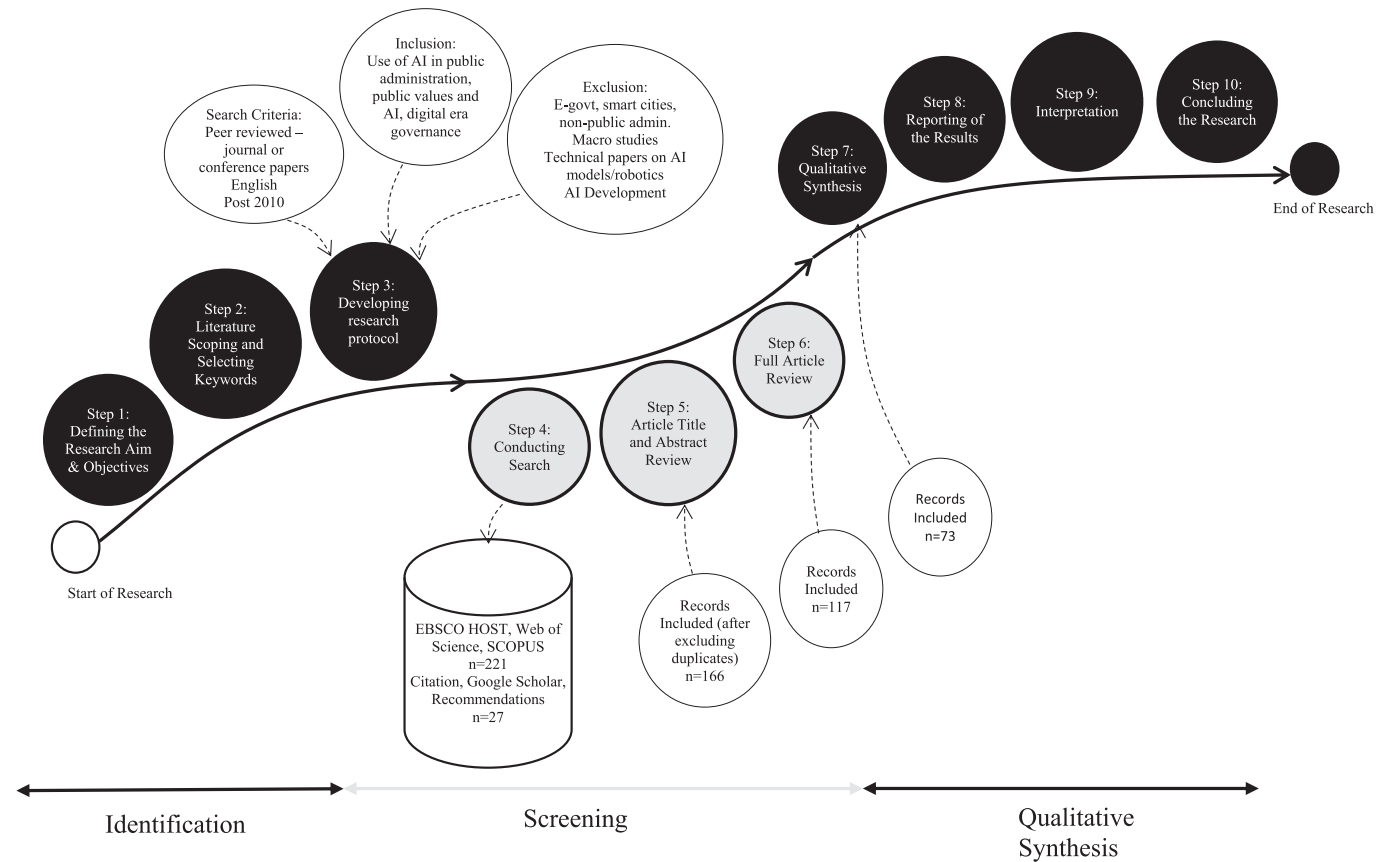 Start of Research
Step 1:
Defining the
Research Aim
& Objectives
Step 2:
Literature
Scoping and
Selecting
Keywords
Search Criteria:
Peer reviewed –
journal or
conference papers
English
Post 2010
Inclusion:
Use of AI in public
administration,
public values and
AI, digital era
governance
Exclusion:
E-govt, smart cities,
non-public admin.
Macro studies
Technical papers on AI
models/robotics
AI Development
Step 3:
Developing
research
protocol
Step 4:
Conducting
Search
EBSCO HOST, Web of
Science, SCOPUS
n=221
Citation, Google Scholar,
Recommendations
n=27
Step 5:
Article Title
and Abstract
Review
Records
Included (after
excluding
duplicates)
n=166
Step 6:
Full Article
Review
Records
Included
n=117
Step 7:
Qualitative
Synthesis
Records
Included
n=73
Step 8:
Reporting of
the Results
Step 9:
Interpretation
Step 10:
Concluding
the Research
End of Research
Identification
Screening
Qualitative
Synthesis